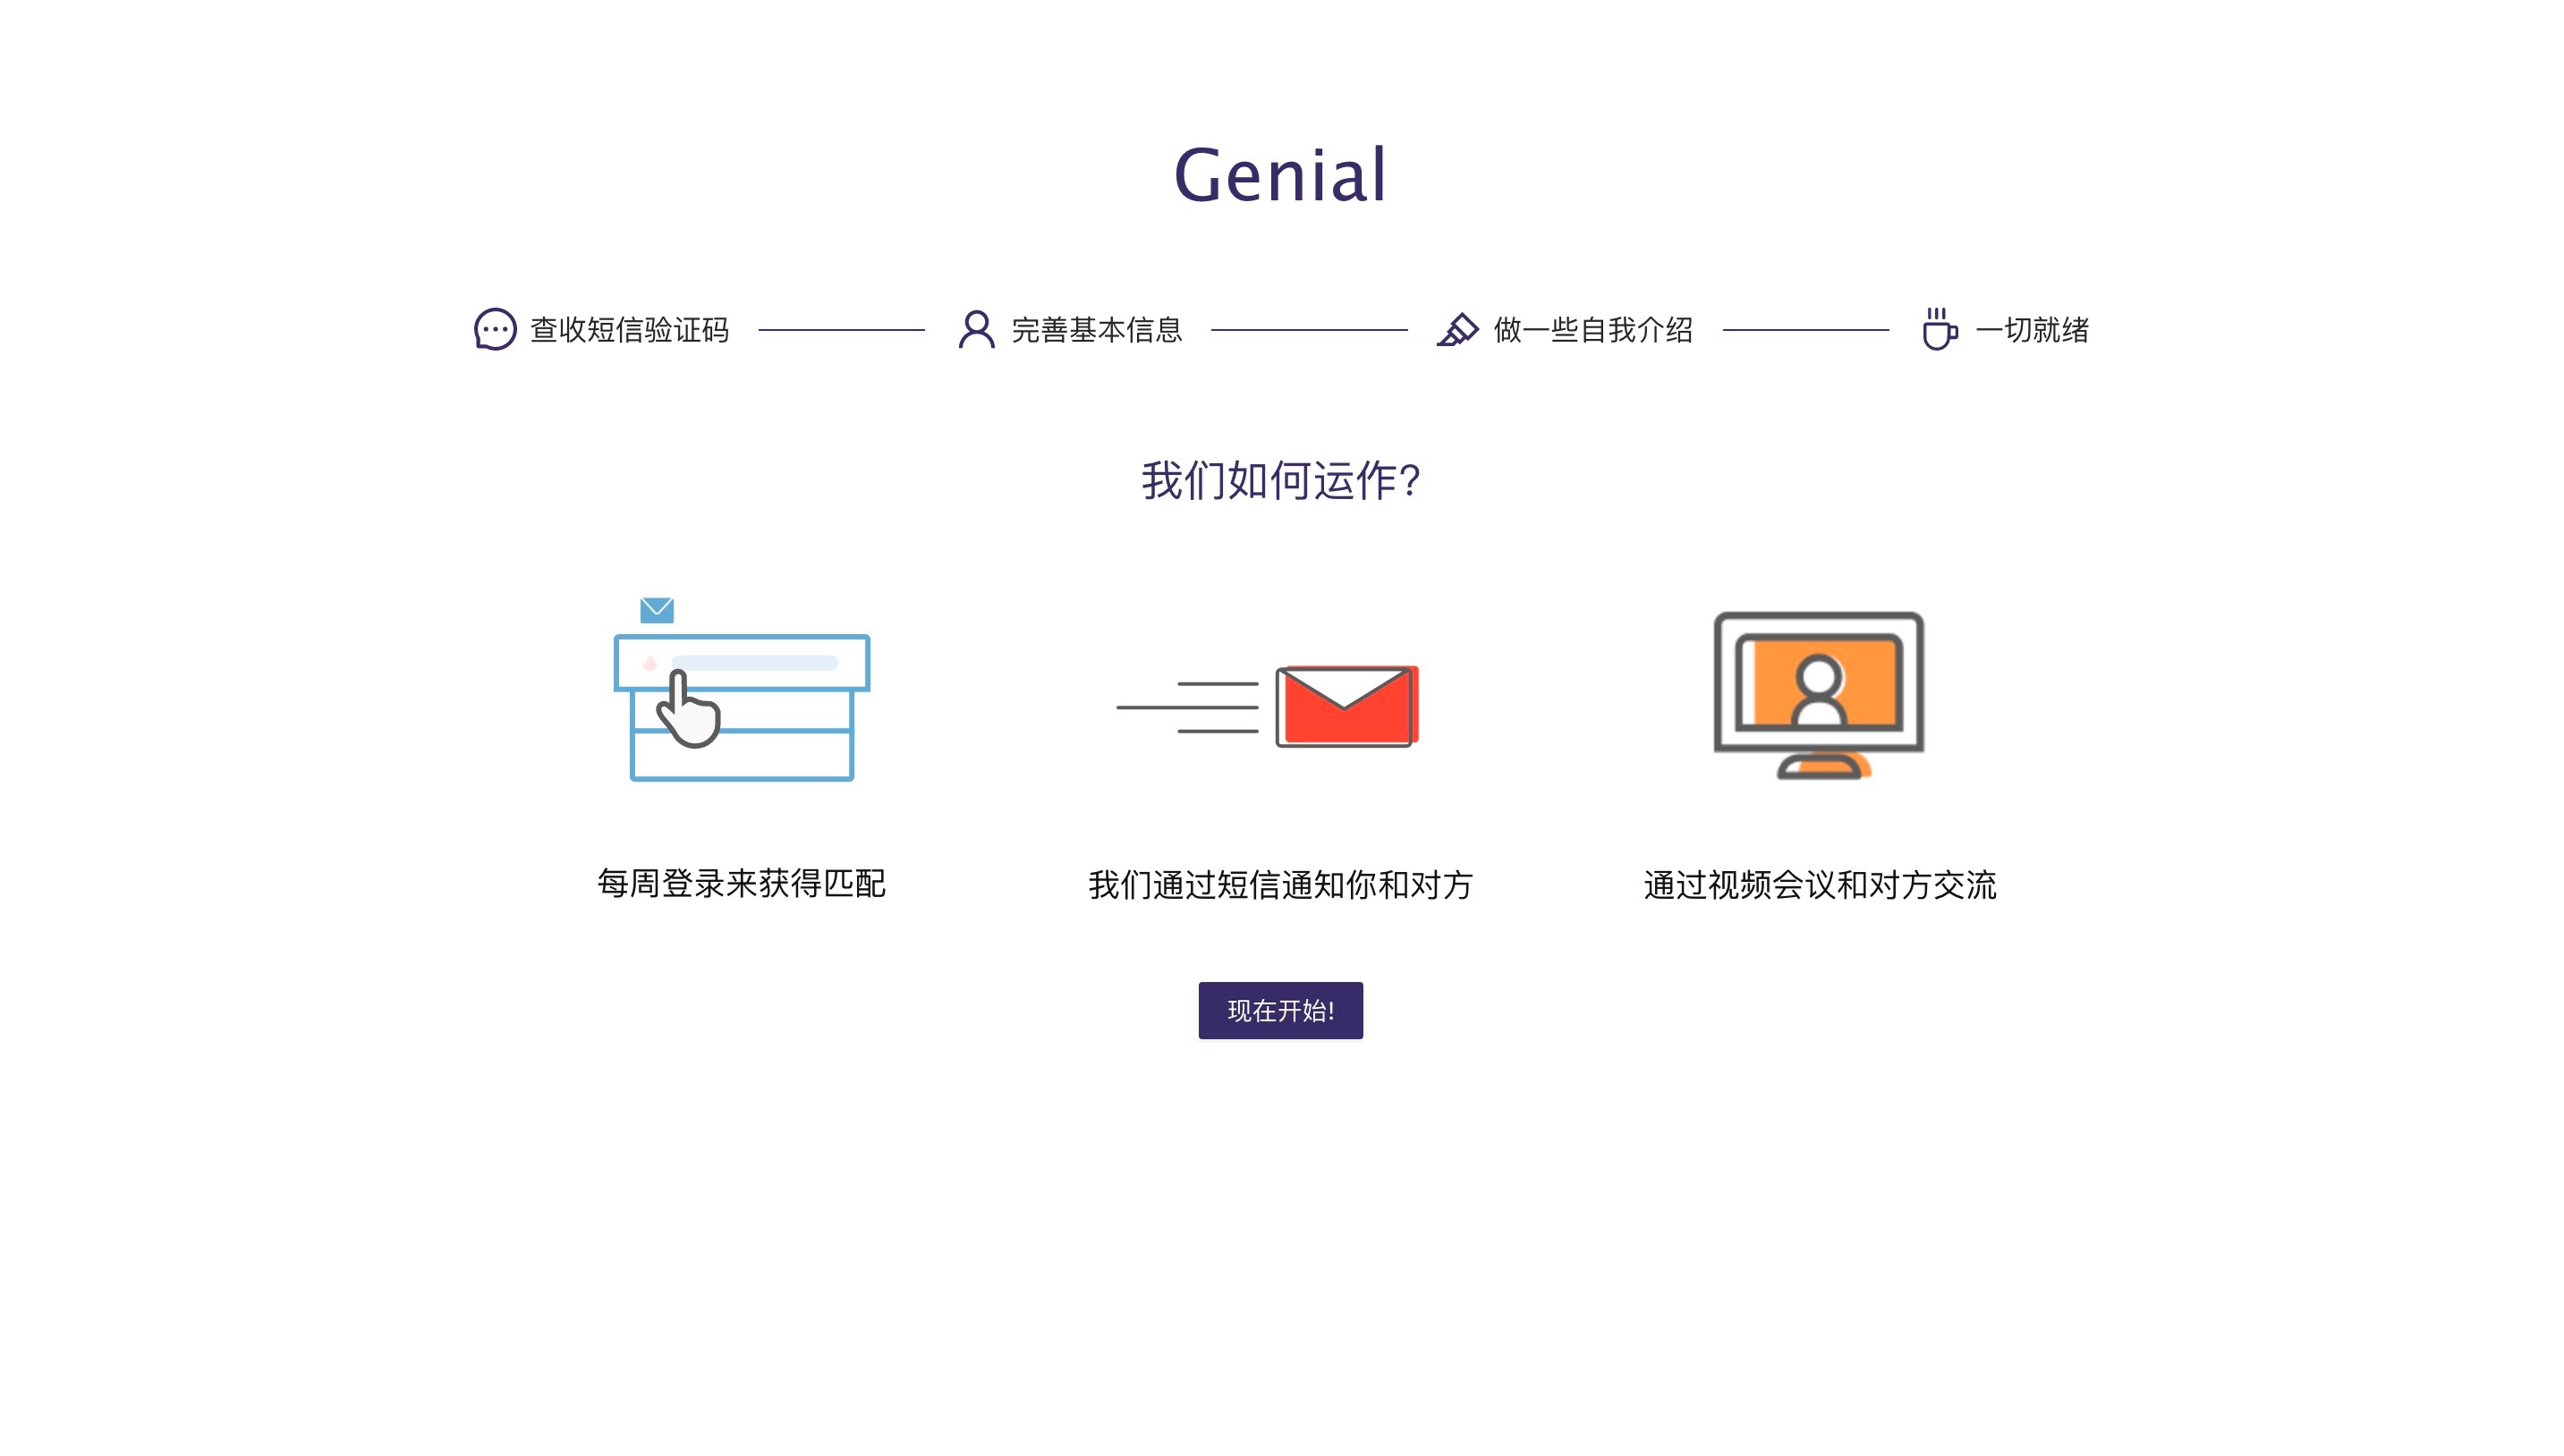 Genial
查收短信验证码
完善基本信息
做一些自我介绍
一切就绪
我们如何运作?
每周登录来获得匹配
我们通过短信通知你和对方
通过视频会议和对方交流
现在开始!